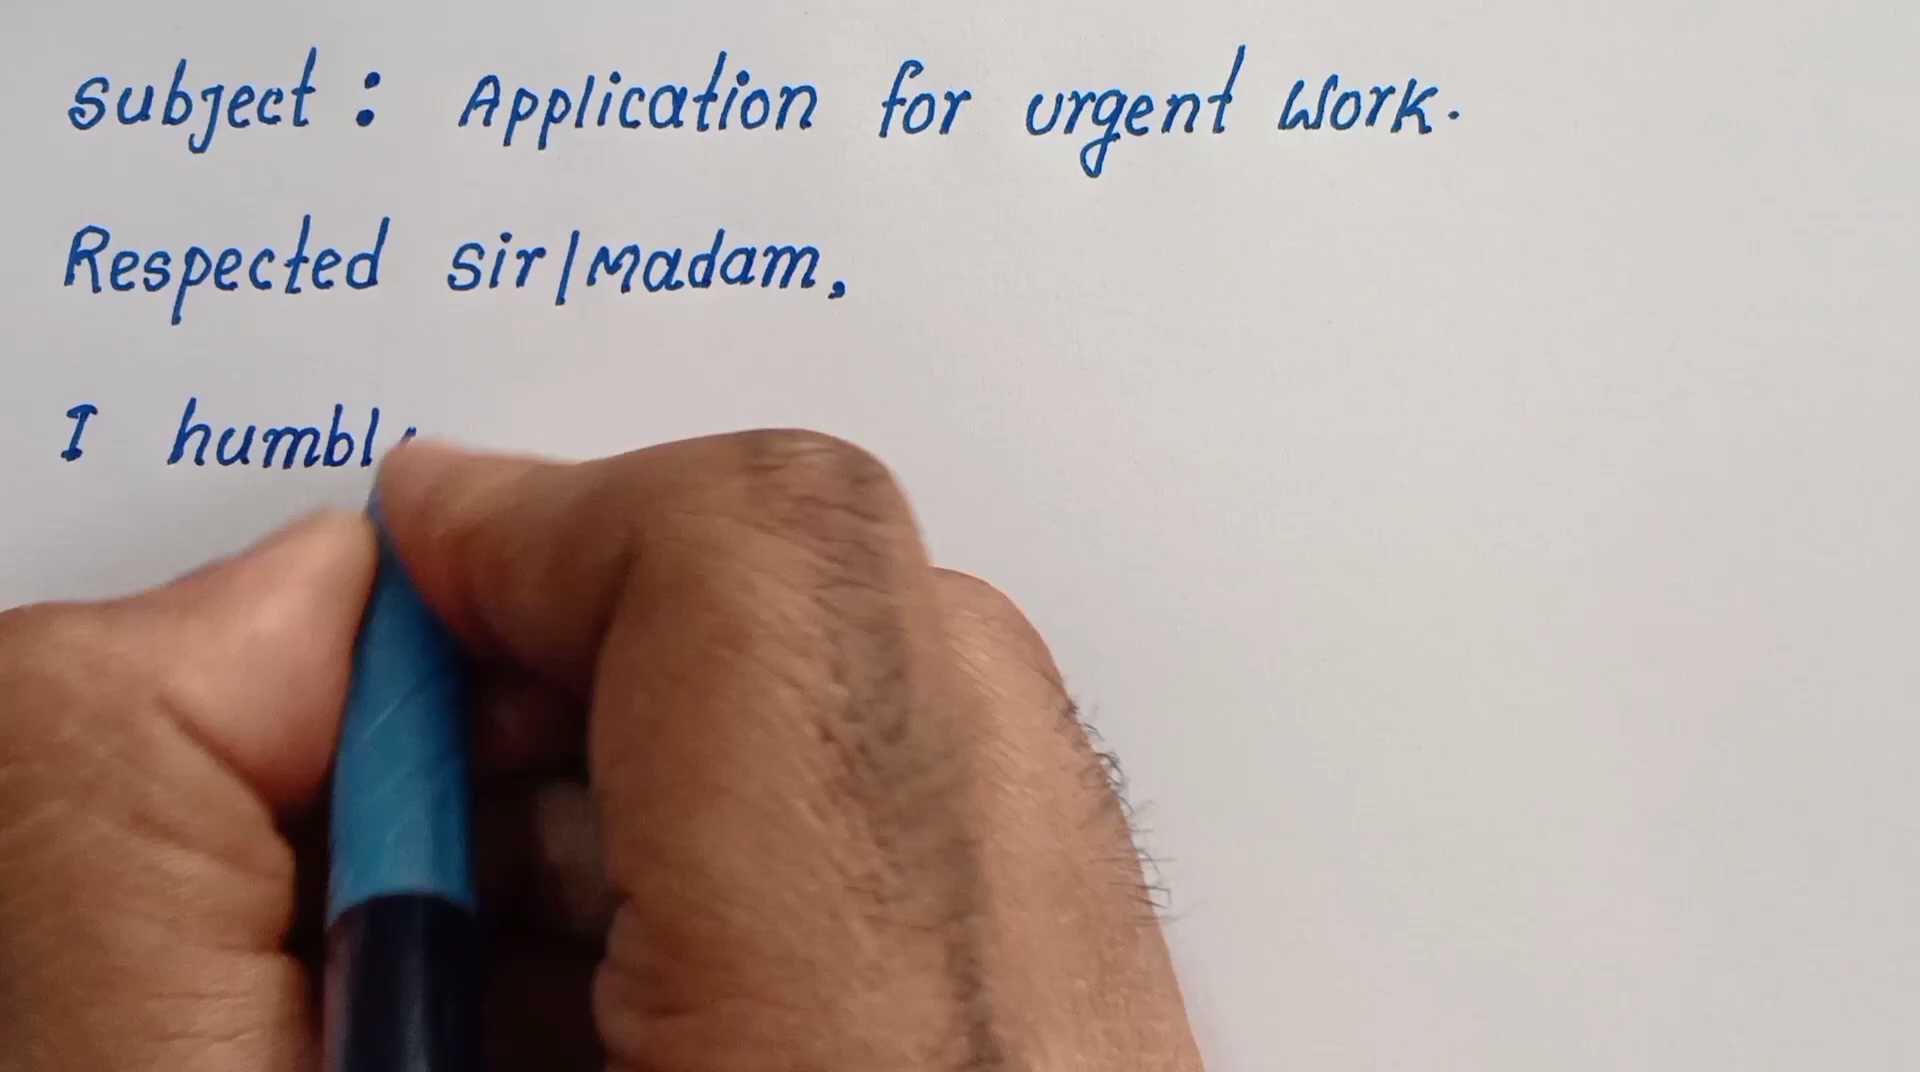 Subject : Application for urgent Work.
Respected sir/Madam,
I humbl